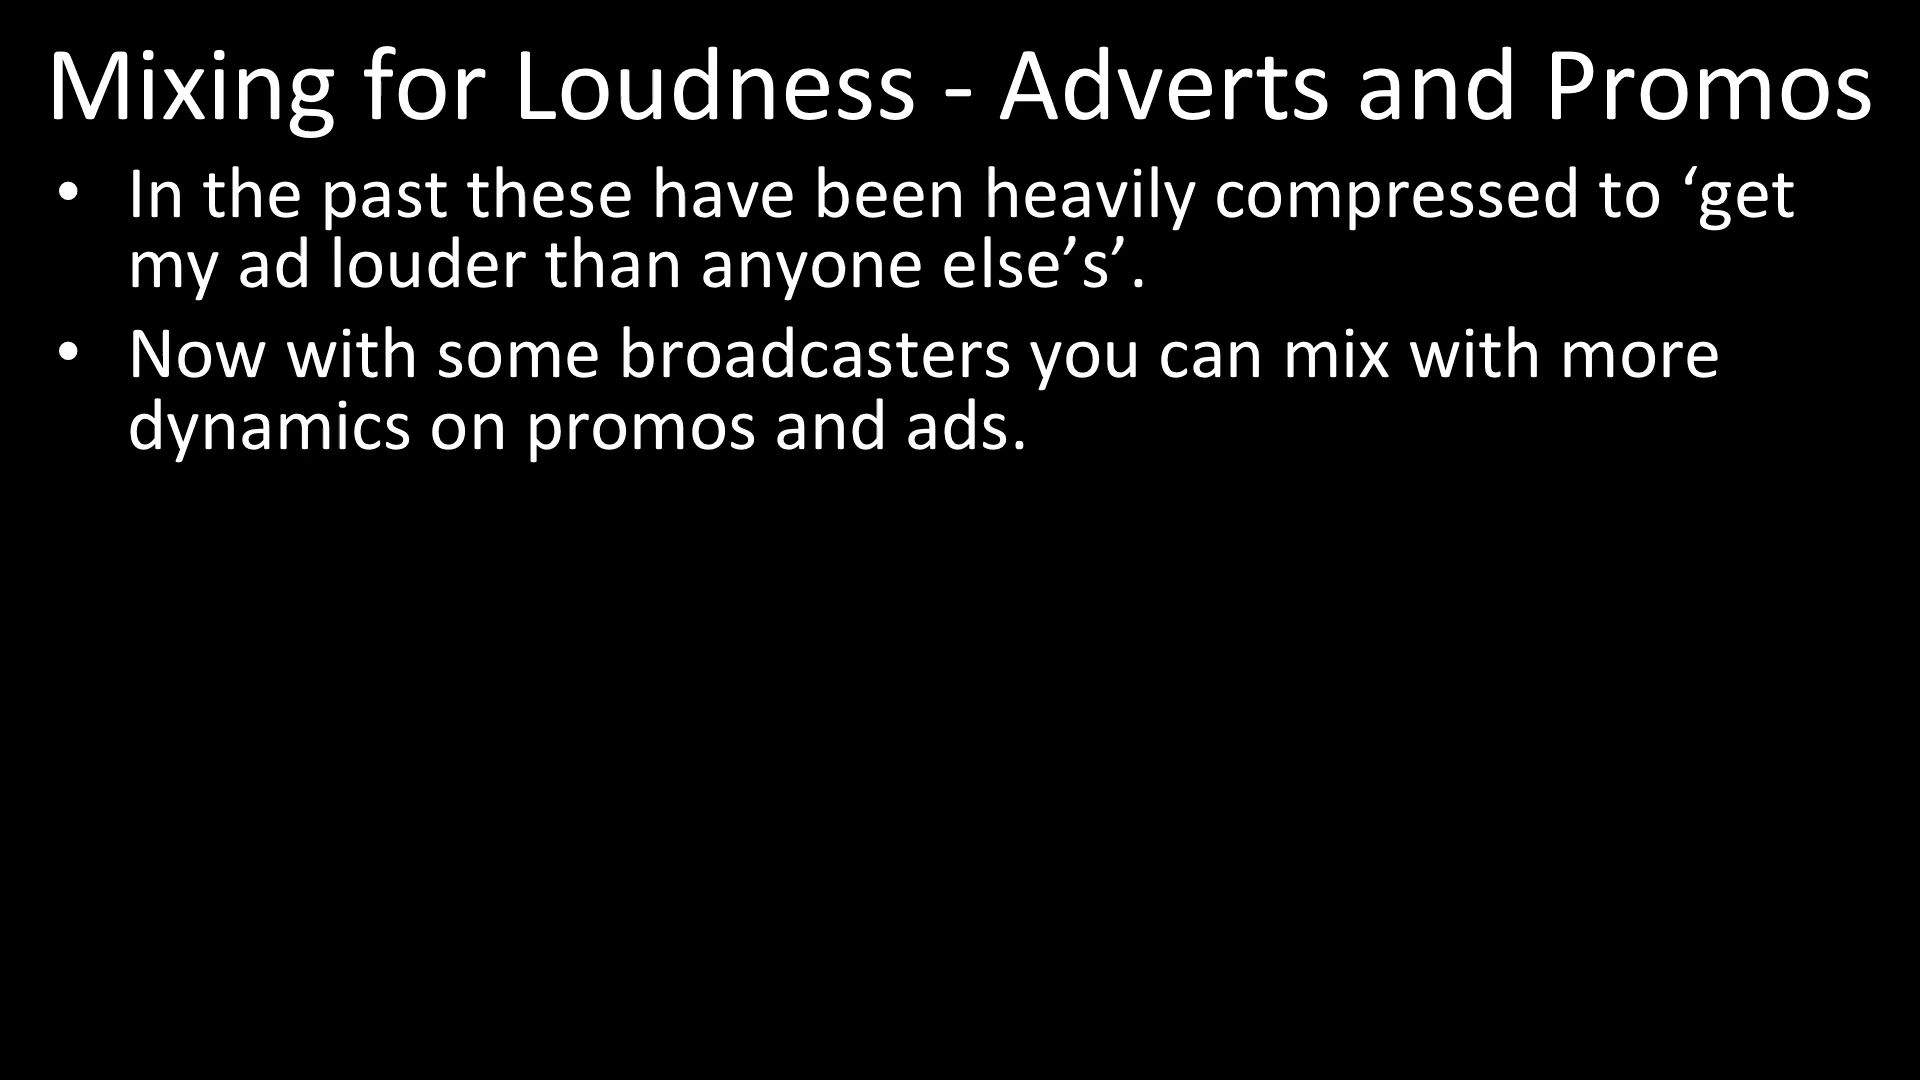 Mixing for Loudness - Adverts and Promos
• In the past these have been heavily compressed to ‘get
my ad louder than anyone else’s’.
• Now with some broadcasters you can mix with more
dynamics on promos and ads.